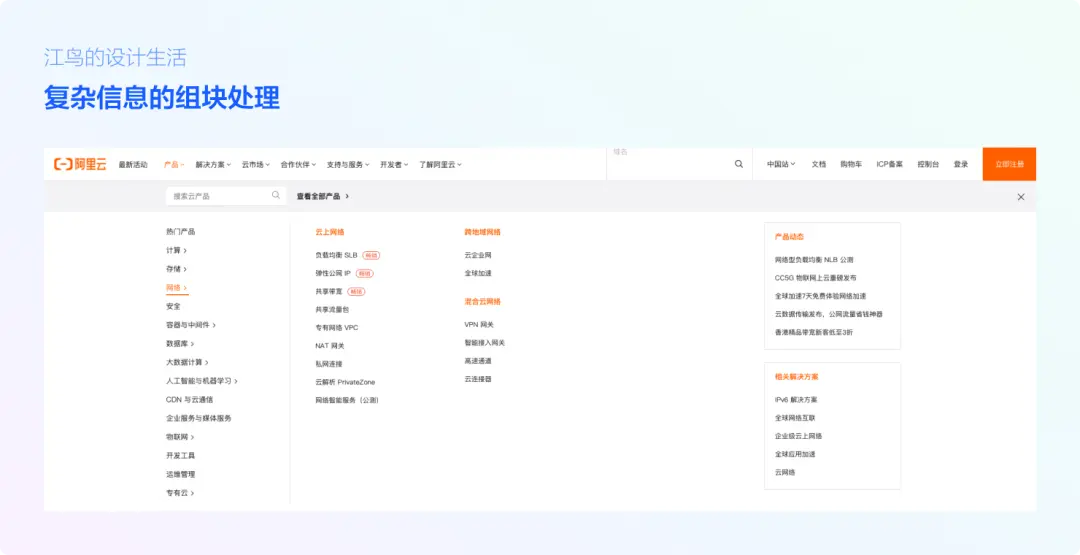 江鸟的设计生活
复杂信息的组块处理
阿里云 最新活动 产品 解决方案 云市场 合作伙伴 支持与服务 开发者 了解阿里云 域名 中国站 文档 购物车 ICP备案 控制台 登录 立即注册
搜索云产品 查看全部产品
热门产品
计算
存储
网络
安全
容器与中间件
数据库
大数据计算
人工智能与机器学习
CDN 与云通信
企业服务与媒体服务
物联网
开发工具
运维管理
专有云
云上网络
负载均衡 SLB 畅销
弹性公网 IP 畅销
共享带宽 畅销
共享流量包
专有网络 VPC
NAT 网关
私网连接
云解析 PrivateZone
网络智能服务（公测）
跨地域网络
云企业网
全球加速
混合云网络
VPN 网关
智能接入网关
高速通道
云连接器
产品动态
网络型负载均衡 NLB 公测
CC5G 物联网上云重磅发布
全球加速7天免费体验网络加速
云数据传输发布，公网流量省钱神器
香港精品带宽新客低至3折
相关解决方案
IPv6 解决方案
全球网络互联
企业级云上网络
全球应用加速
云网络